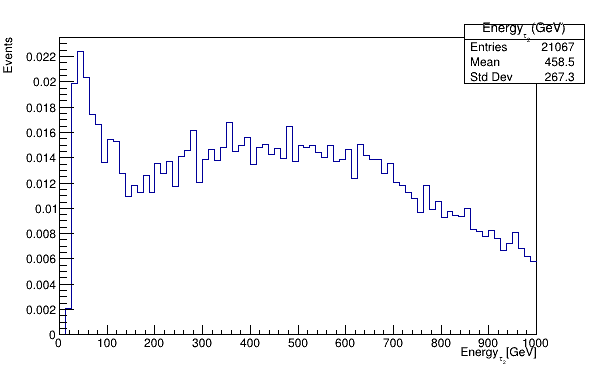 Energy_τ₂(GeV)
Entries 21067
Mean 458.5
Std Dev 267.3
Events
0.022
0.02
0.018
0.016
0.014
0.012
0.01
0.008
0.006
0.004
0.002
0
0 100 200 300 400 500 600 700 800 900 1000
Energy_τ₂[GeV]